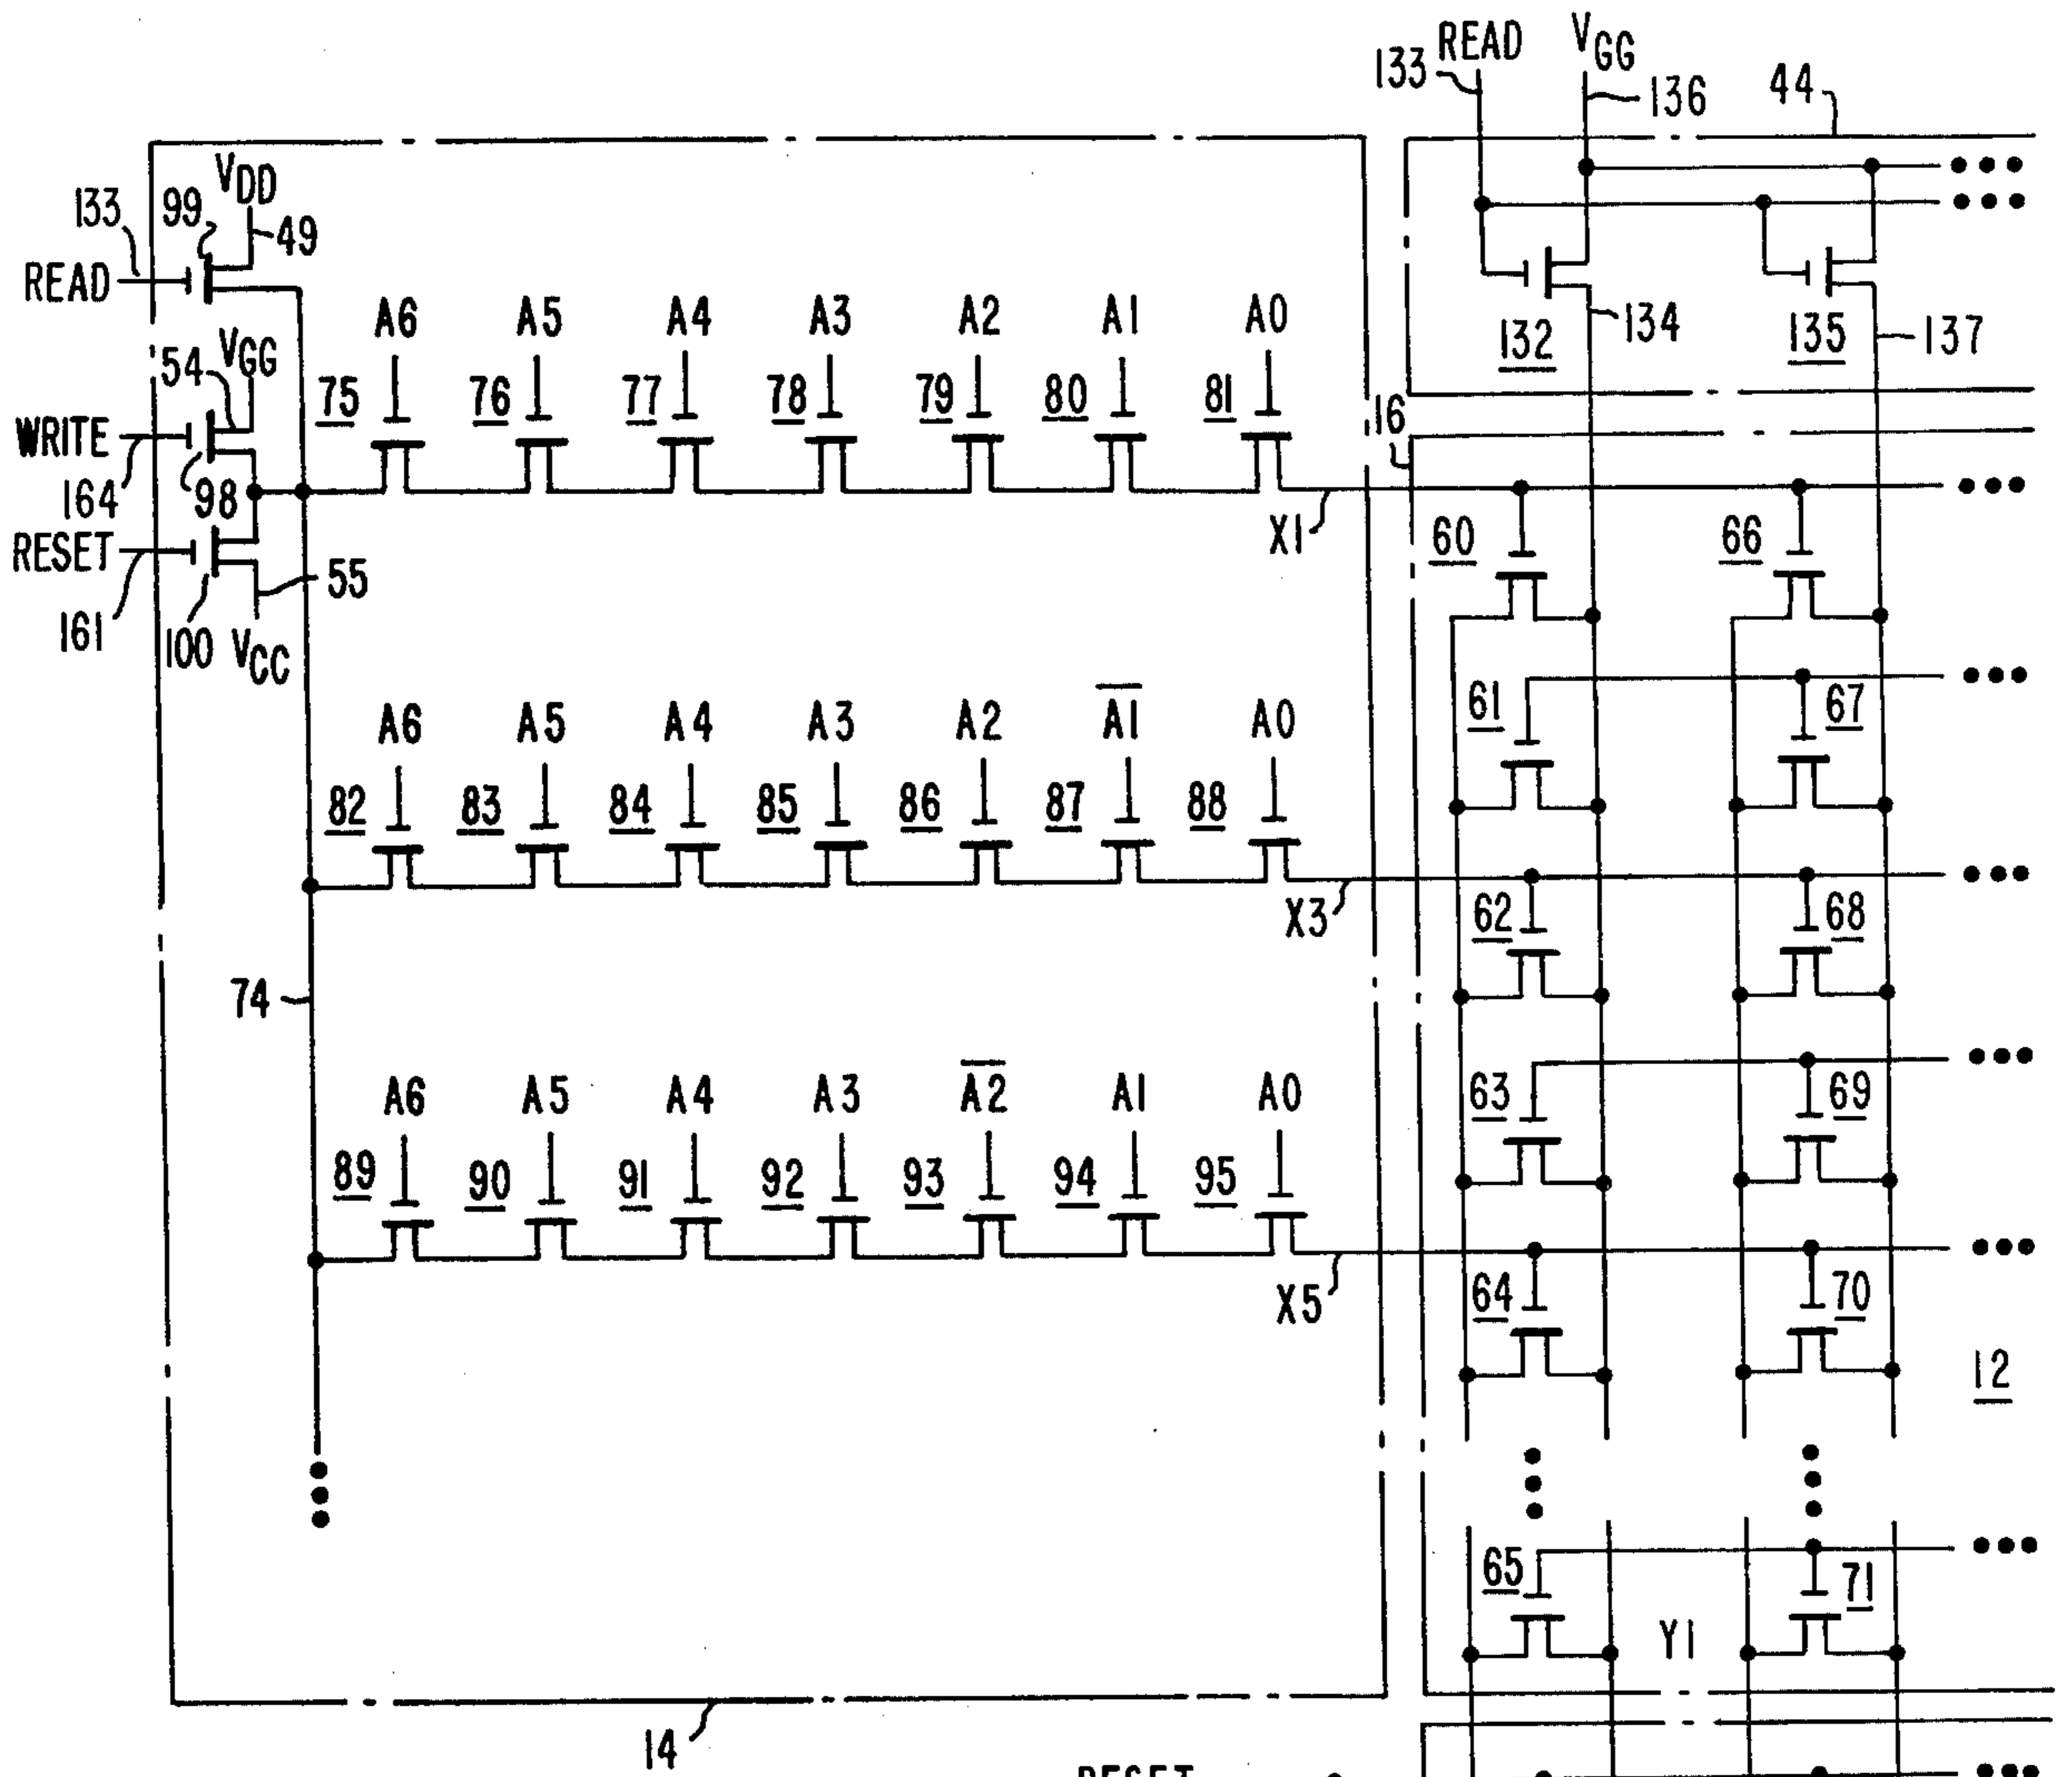 READ VGG
133 136 44
VDD
133 99 49
READ
A6 A5 A4 A3 A2 A1 A0
134 137
132 135
VGG
54
75 76 77 78 79 80 81
16
WRITE
164 98
X1
RESET
60 66
55
161 100 VCC
A6 A5 A4 A3 A2 A̅1̅ A0
61 67
82 83 84 85 86 87 88
X3
62 68
74
A6 A5 A4 A3 A̅2̅ A1 A0
63 69
89 90 91 92 93 94 95
X5
64 70
12
65 71
Y1
14
RESET